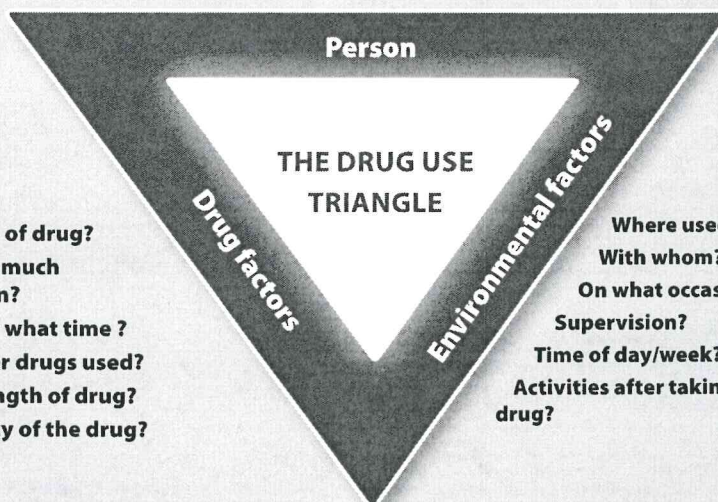 Person
THE DRUG USE
TRIANGLE
Drug factors
Environmental factors
of drug?
much
n?
what time ?
r drugs used?
ngth of drug?
y of the drug?
Where use
With whom?
On what occas
Supervision?
Time of day/week?
Activities after takin
drug?